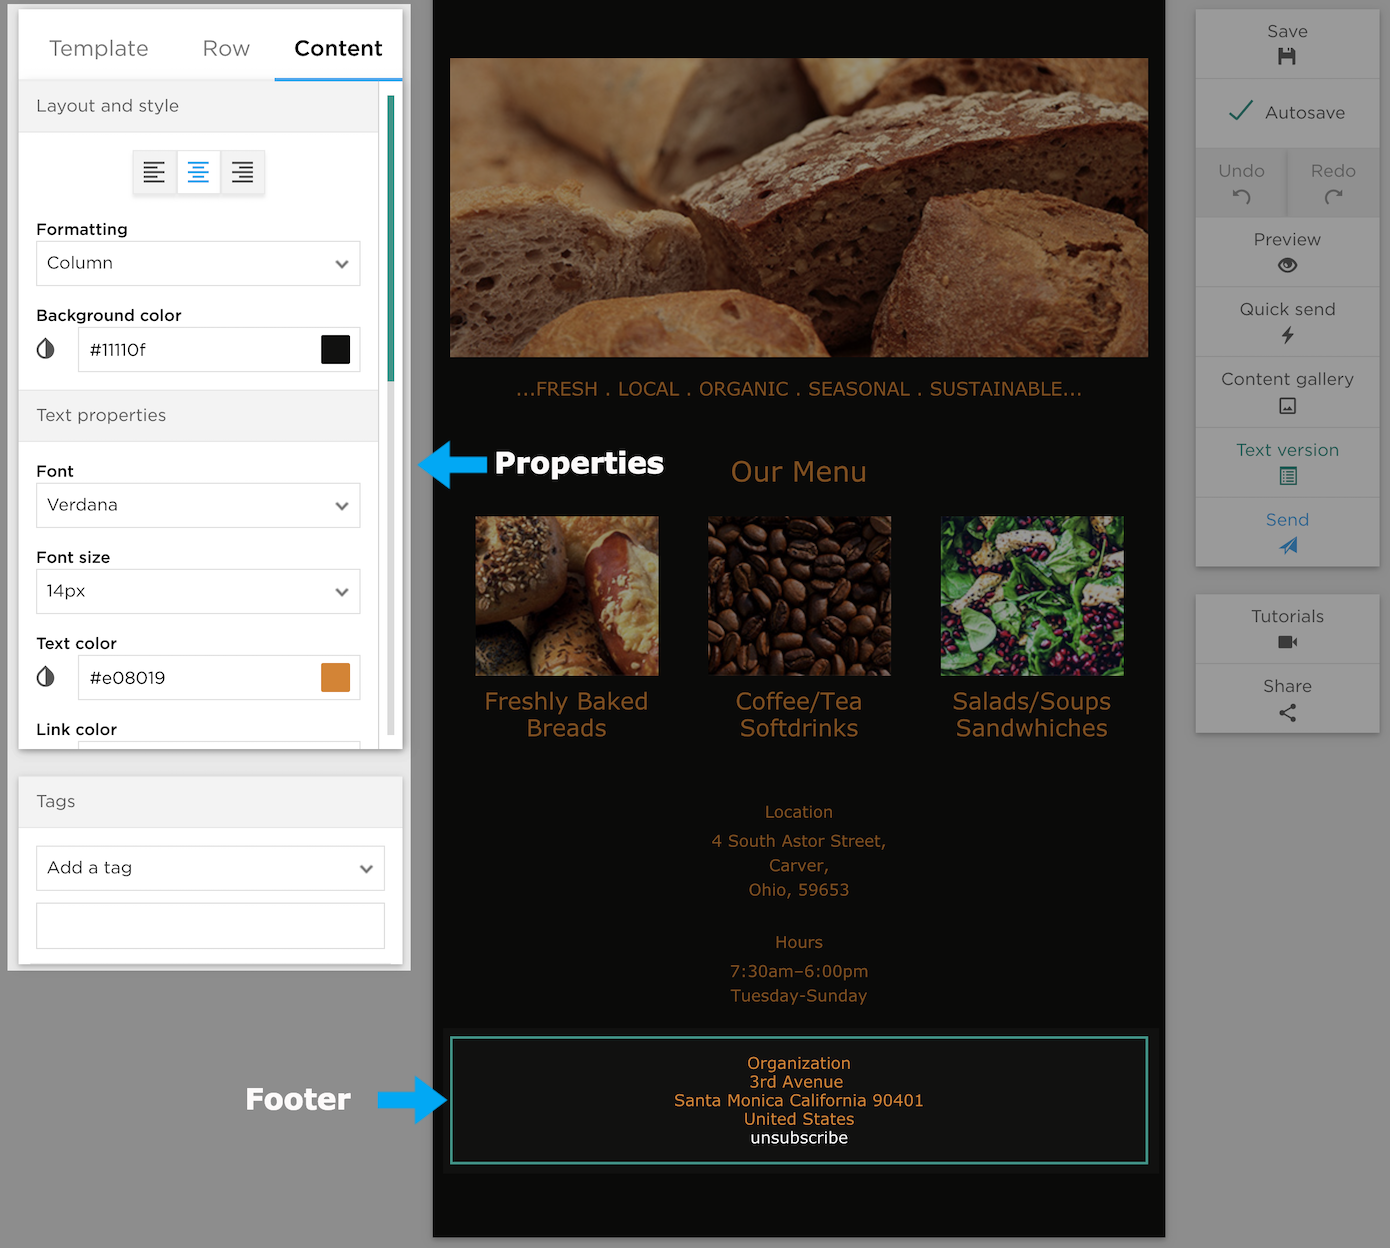 Template Row Content
Layout and style
Formatting
Column
Background color
#11110f
Text properties
Font
Verdana
Font size
14px
Text color
#e08019
Link color
Tags
Add a tag
...FRESH . LOCAL . ORGANIC . SEASONAL . SUSTAINABLE...
Properties
Our Menu
Freshly Baked
Breads
Coffee/Tea
Softdrinks
Salads/Soups
Sandwhiches
Location
4 South Astor Street,
Carver,
Ohio, 59653
Hours
7:30am–6:00pm
Tuesday-Sunday
Footer
Organization
3rd Avenue
Santa Monica California 90401
United States
unsubscribe
Save
Autosave
Undo Redo
Preview
Quick send
Content gallery
Text version
Send
Tutorials
Share